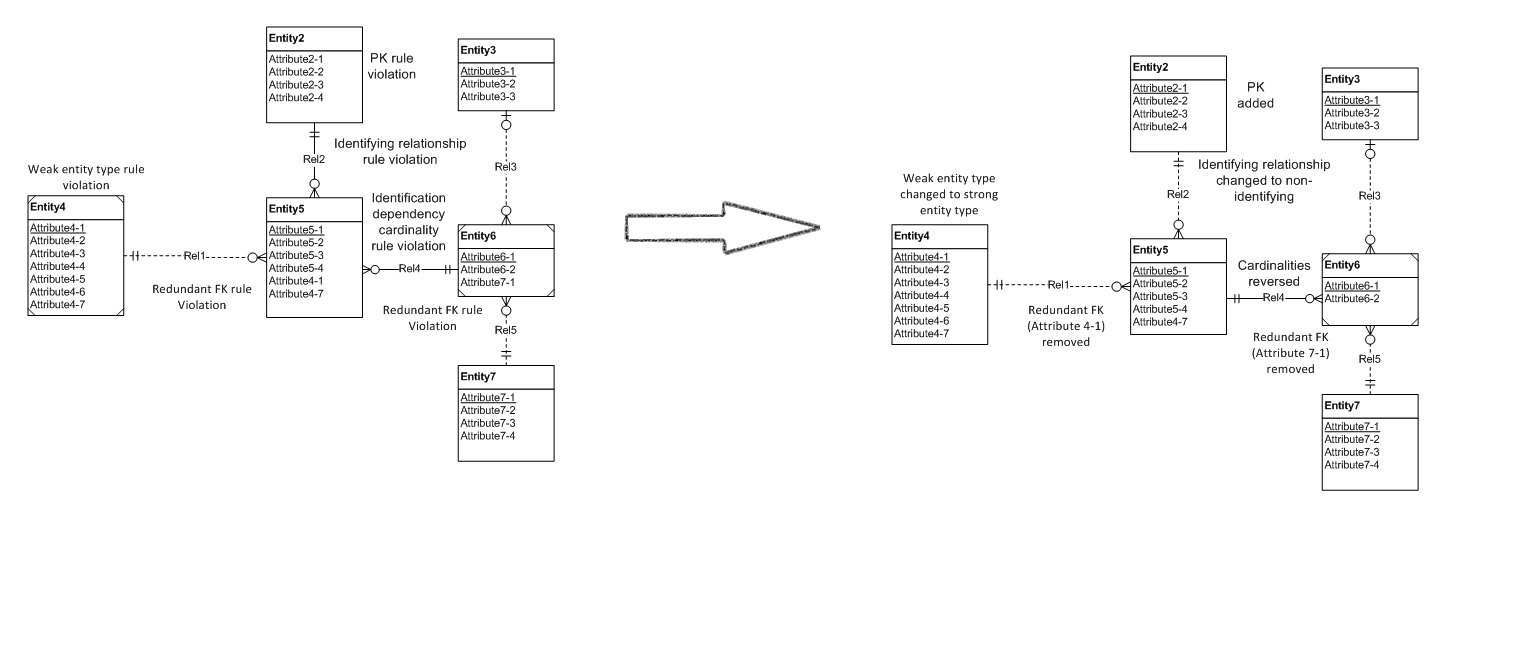 Entity2
Attribute2-1
Attribute2-2
Attribute2-3
Attribute2-4
PK rule
violation
Entity3
Attribute3-1
Attribute3-2
Attribute3-3
Rel2
Identifying relationship
rule violation
Rel3
Weak entity type rule
violation
Entity4
Attribute4-1
Attribute4-2
Attribute4-3
Attribute4-4
Attribute4-5
Attribute4-6
Attribute4-7
Rel1
Redundant FK rule
Violation
Entity5
Attribute5-1
Attribute5-2
Attribute5-3
Attribute5-4
Attribute4-1
Attribute4-7
Identification
dependency
cardinality
rule violation
Rel4
Redundant FK rule
Violation
Entity6
Attribute6-1
Attribute6-2
Attribute7-1
Rel5
Entity7
Attribute7-1
Attribute7-2
Attribute7-3
Attribute7-4
Entity2
Attribute2-1
Attribute2-2
Attribute2-3
Attribute2-4
PK
added
Entity3
Attribute3-1
Attribute3-2
Attribute3-3
Rel2
Identifying relationship
changed to non-
identifying
Rel3
Weak entity type
changed to strong
entity type
Entity4
Attribute4-1
Attribute4-2
Attribute4-3
Attribute4-4
Attribute4-5
Attribute4-6
Attribute4-7
Rel1
Redundant FK
(Attribute 4-1)
removed
Entity5
Attribute5-1
Attribute5-2
Attribute5-3
Attribute5-4
Attribute4-7
Cardinalities
reversed
Rel4
Redundant FK
(Attribute 7-1)
removed
Entity6
Attribute6-1
Attribute6-2
Rel5
Entity7
Attribute7-1
Attribute7-2
Attribute7-3
Attribute7-4